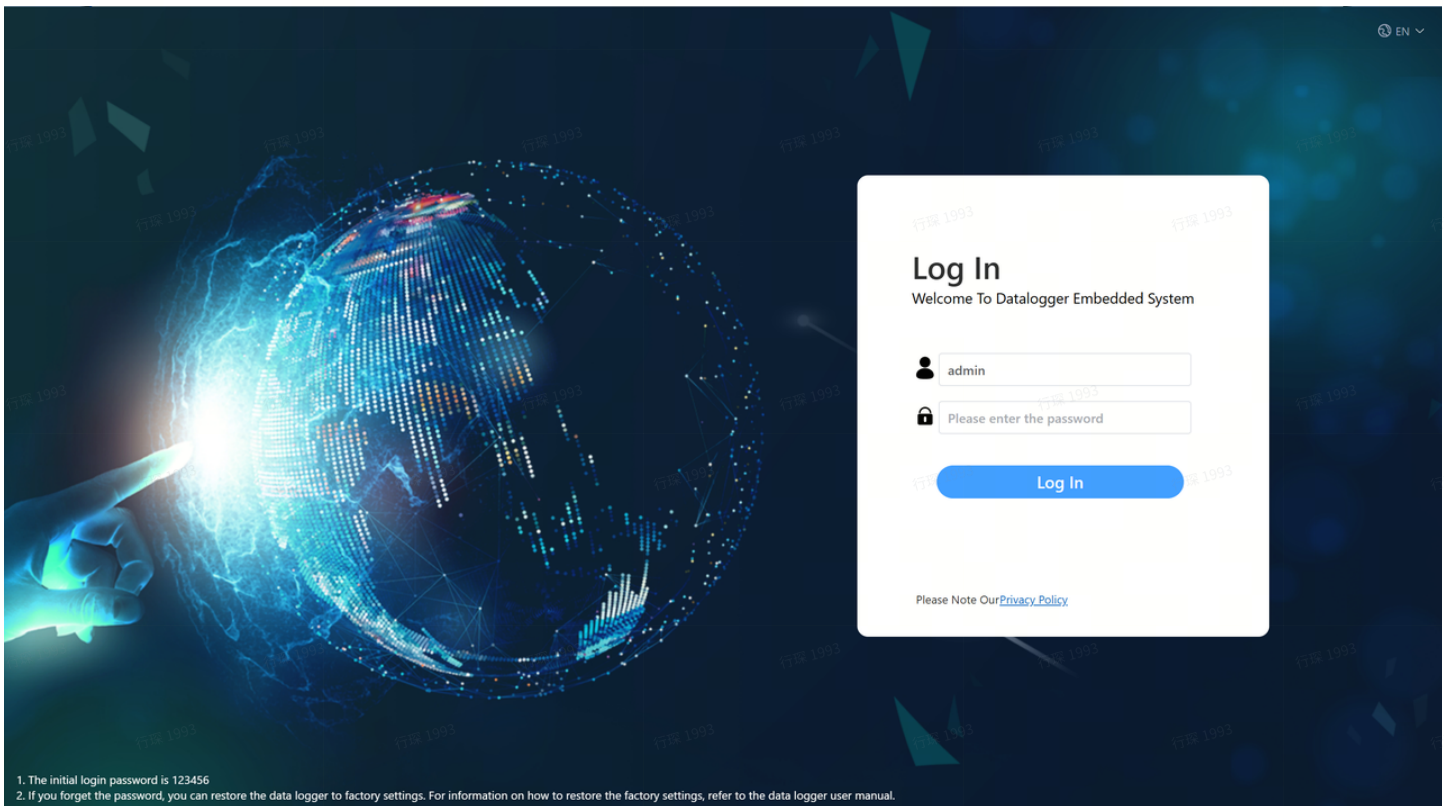 EN
Log In
Welcome To Datalogger Embedded System
admin
Please enter the password
Log In
Please Note OurPrivacy Policy
1. The initial login password is 123456
2. If you forget the password, you can restore the data logger to factory settings. For information on how to restore the factory settings, refer to the data logger user manual.
行琛 1993